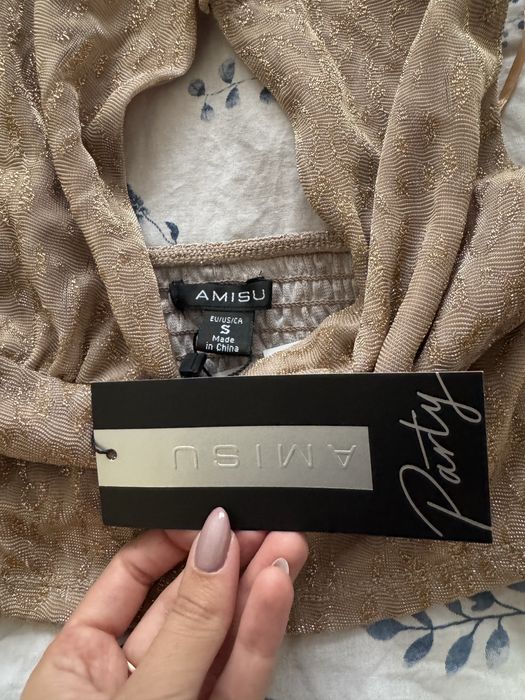 AMISU
EU/US/CA
S
Made
in China
AMISU
Party